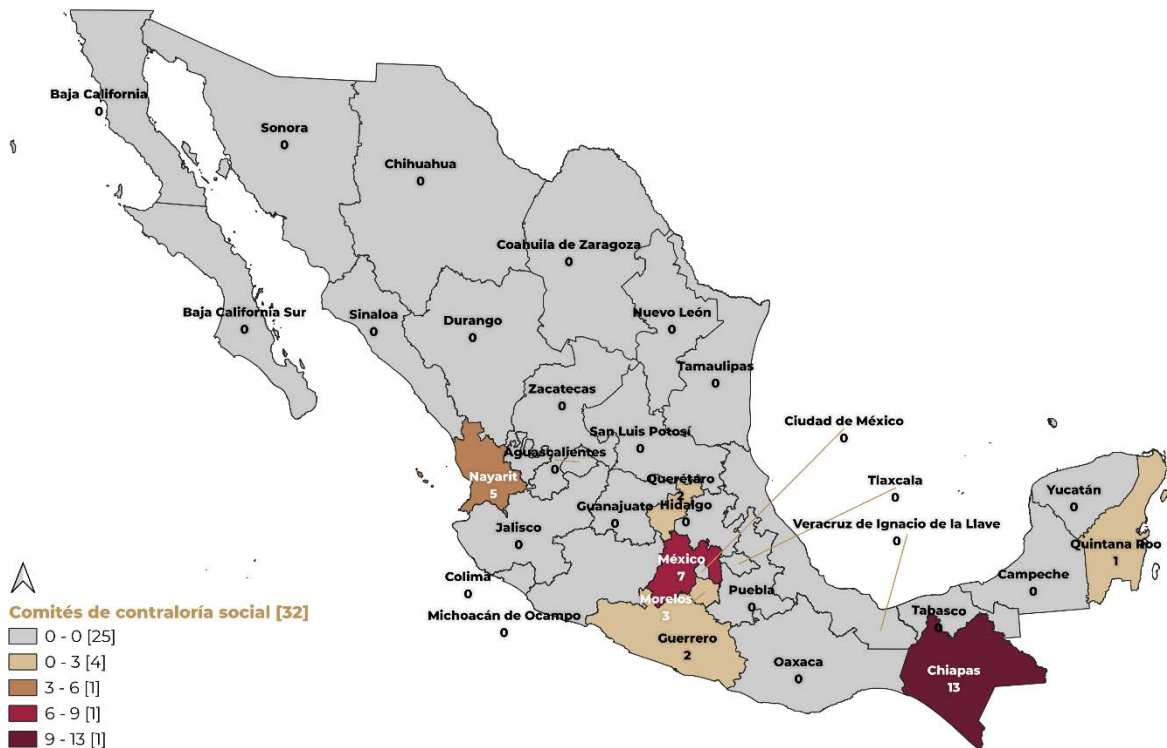 Baja California
0
Sonora
0
Chihuahua
0
Coahuila de Zaragoza
0
Baja California Sur
0
Sinaloa
0
Durango
0
Nuevo León
0
Tamaulipas
0
Zacatecas
0
San Luis Potosí
0
Ciudad de México
0
Aguascalientes
0
Nayarit
5
Querétaro
2
Tlaxcala
0
Yucatán
0
Guanajuato
0
Hidalgo
0
Jalisco
0
Veracruz de Ignacio de la Llave
0
Quintana Roo
1
México
7
Campeche
0
Colima
0
Morelos
3
Puebla
0
Tabasco
0
Michoacán de Ocampo
0
Guerrero
2
Oaxaca
0
Chiapas
13
Comités de contraloría social [32]
0 - 0 [25]
0 - 3 [4]
3 - 6 [1]
6 - 9 [1]
9 - 13 [1]